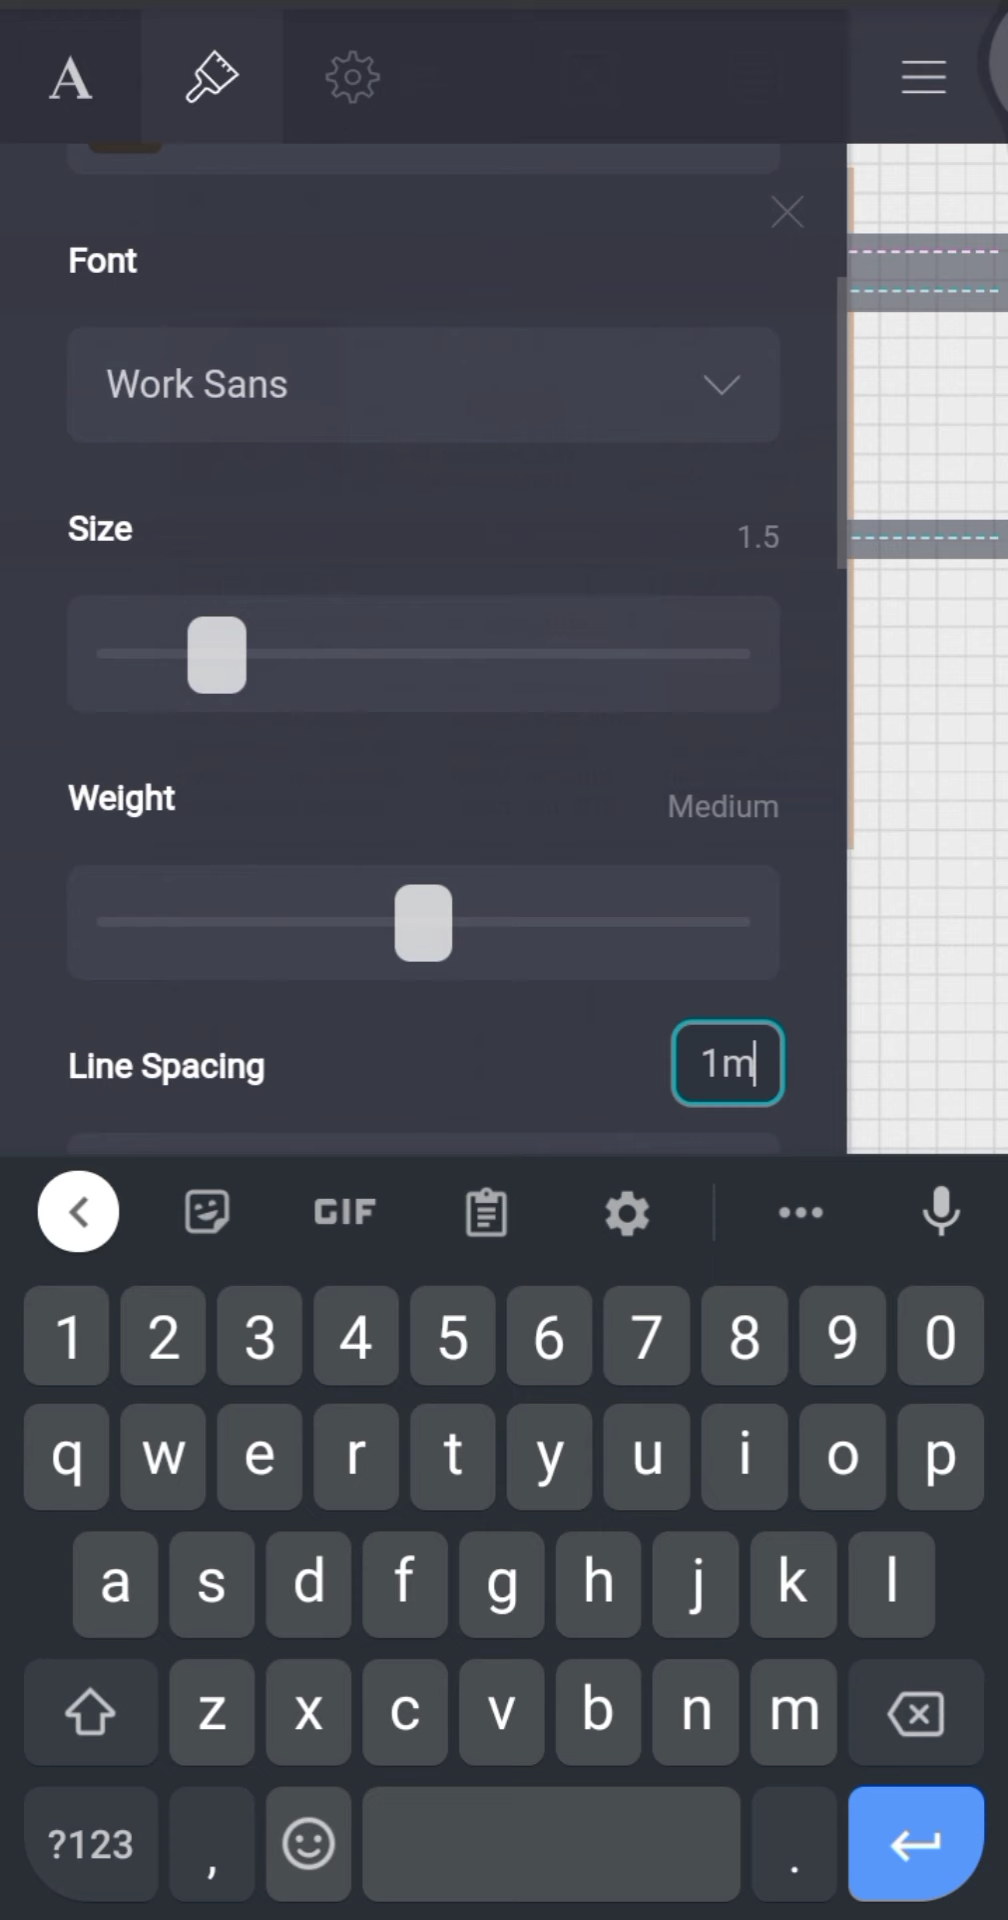 A
Font
Work Sans
Size
1.5
Weight
Medium
Line Spacing
1m
GIF
1 2 3 4 5 6 7 8 9 0
q w e r t y u i o p
a s d f g h j k l
z x c v b n m
?123 , .